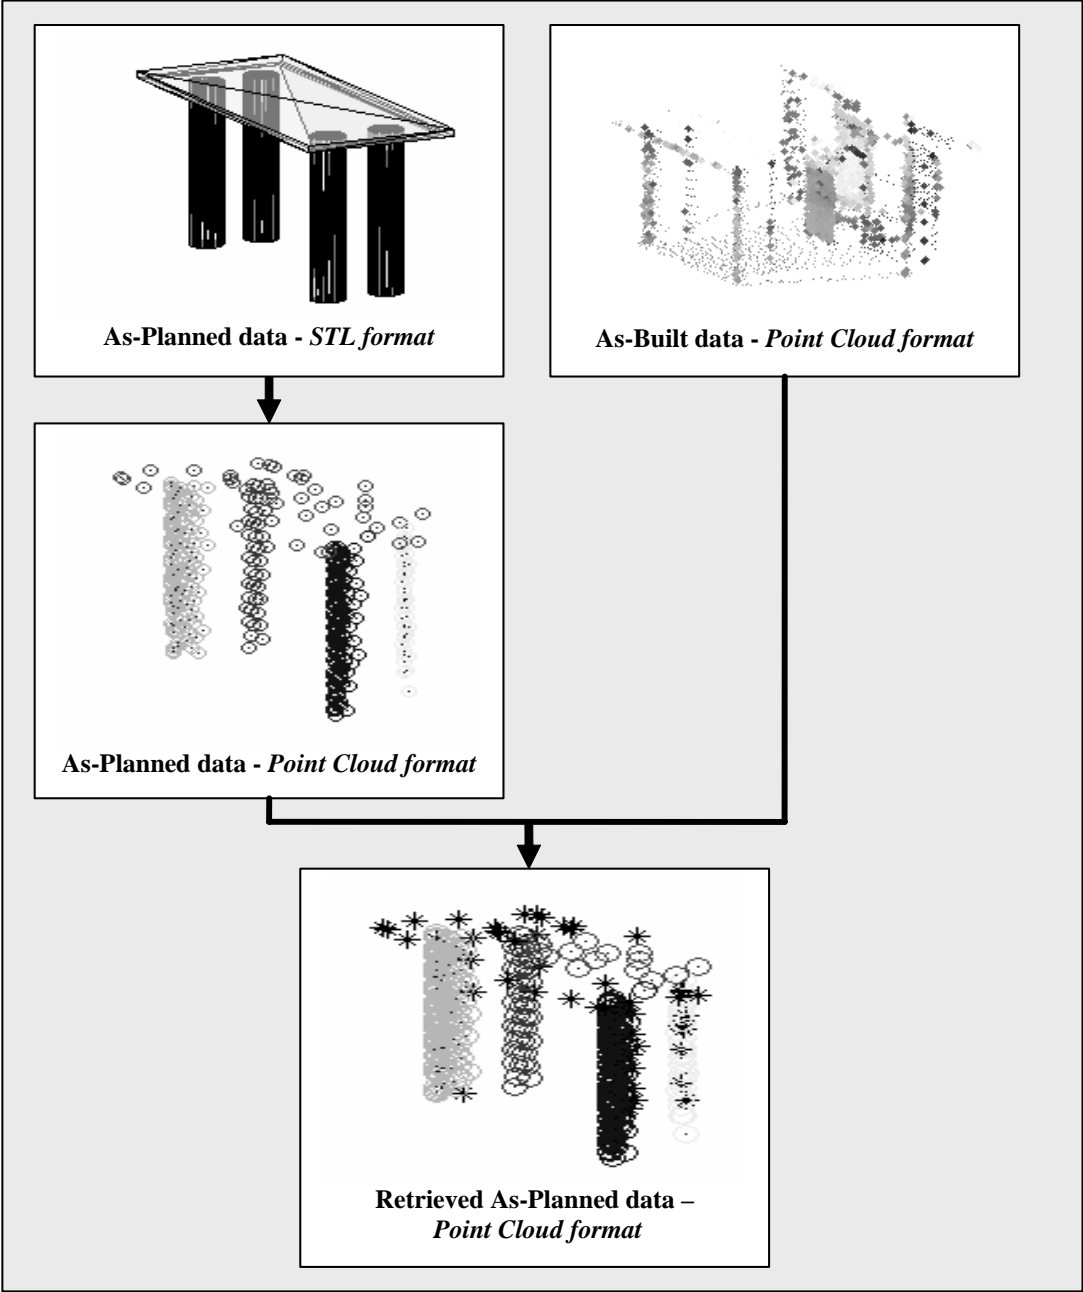 As-Planned data - STL format
As-Built data - Point Cloud format
As-Planned data - Point Cloud format
Retrieved As-Planned data –
Point Cloud format